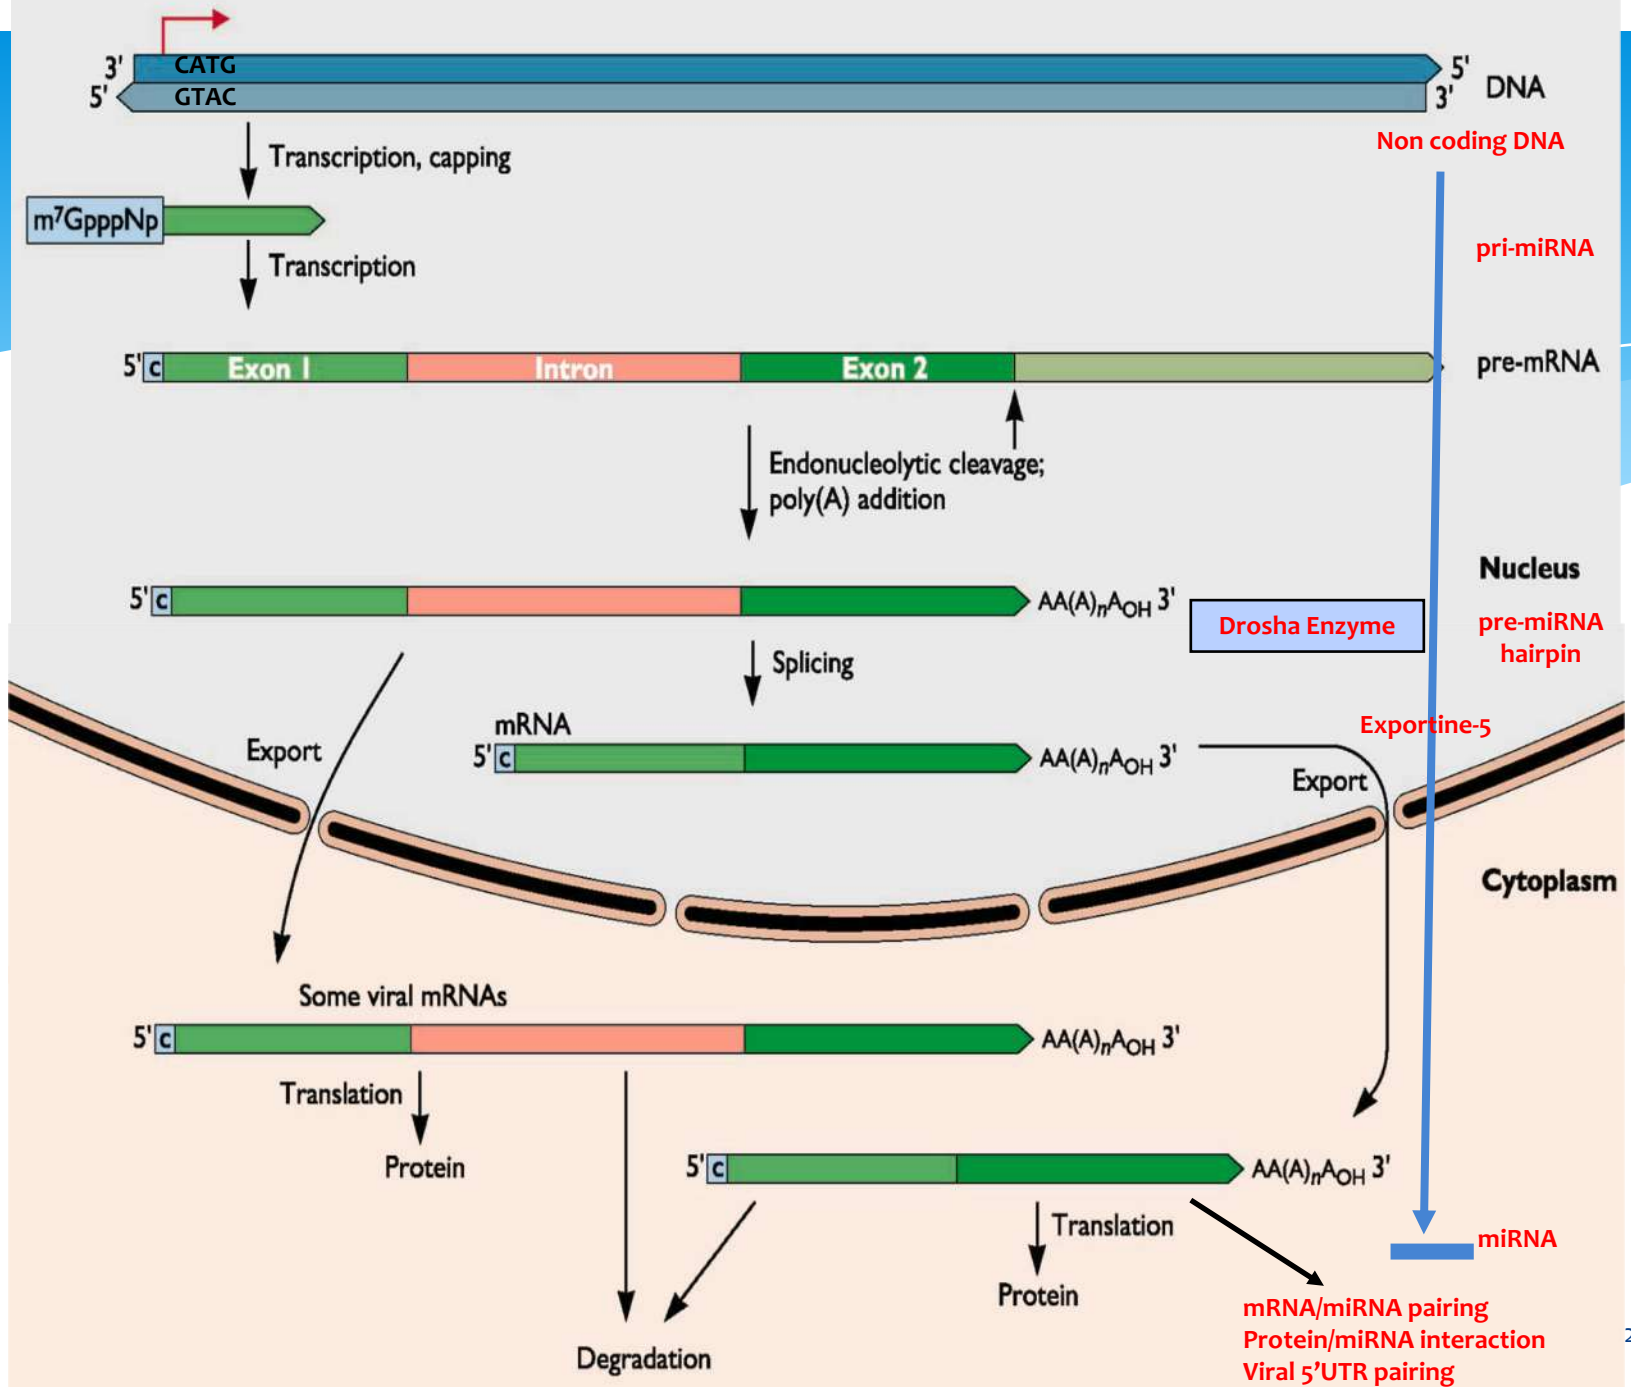 3' CATG 5'
5' GTAC 3'
DNA
Non coding DNA
Transcription, capping
m⁷GpppNp
pri-miRNA
Transcription
5' c Exon 1 Intron Exon 2
pre-mRNA
Endonucleolytic cleavage;
poly(A) addition
Nucleus
5' c AA(A)nAOH 3'
Drosha Enzyme
pre-miRNA
hairpin
Splicing
mRNA
Exportine-5
Export
5' c AA(A)nAOH 3'
Export
Cytoplasm
Some viral mRNAs
5' c AA(A)nAOH 3'
Translation
Protein
5' c AA(A)nAOH 3'
Translation
miRNA
Protein
mRNA/miRNA pairing
Protein/miRNA interaction
Viral 5’UTR pairing
Degradation
2